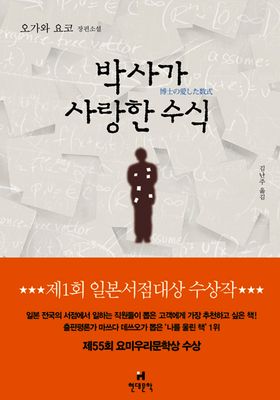 오가와 요코 장편소설
박사가
博士の愛した数式
사랑한 수식
김난주 옮김
★★★제1회 일본서점대상 수상작★★★
일본 전국의 서점에서 일하는 직원들이 뽑은 고객에게 가장 추천하고 싶은 책!
출판평론가 마쓰다 데쓰오가 뽑은 '나를 울린 책' 1위
제55회 요미우리문학상 수상
현대문학